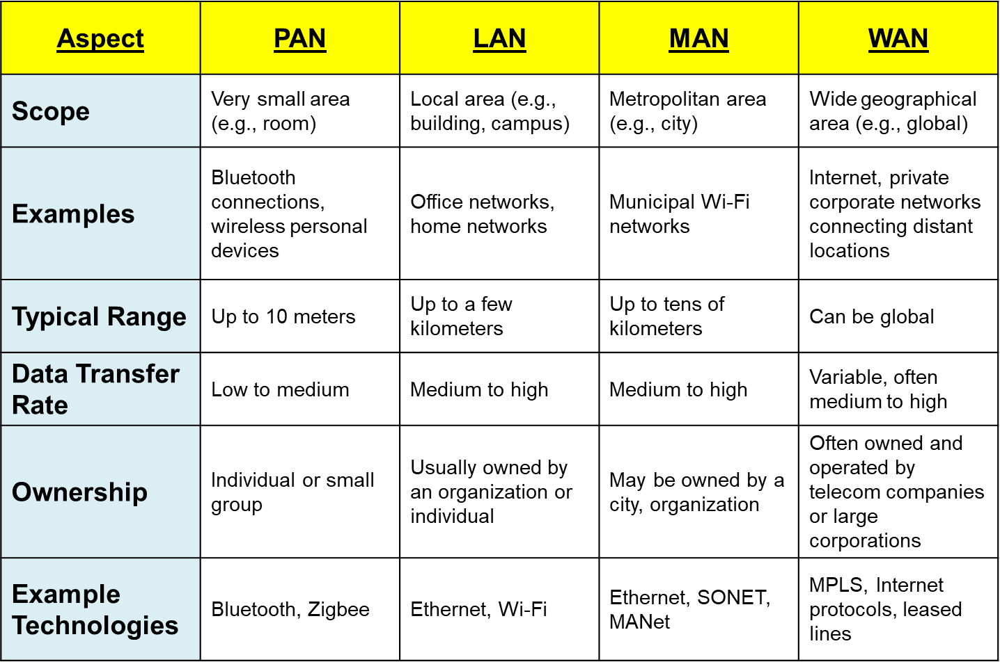 Aspect
PAN
LAN
MAN
WAN
Scope
Very small area
(e.g., room)
Local area (e.g.,
building, campus)
Metropolitan area
(e.g., city)
Wide geographical
area (e.g., global)
Examples
Bluetooth
connections,
wireless personal
devices
Office networks,
home networks
Municipal Wi-Fi
networks
Internet, private
corporate networks
connecting distant
locations
Typical Range
Up to 10 meters
Up to a few
kilometers
Up to tens of
kilometers
Can be global
Data Transfer
Rate
Low to medium
Medium to high
Medium to high
Variable, often
medium to high
Ownership
Individual or small
group
Usually owned by
an organization or
individual
May be owned by a
city, organization
Often owned and
operated by
telecom companies
or large
corporations
Example
Technologies
Bluetooth, Zigbee
Ethernet, Wi-Fi
Ethernet, SONET,
MANet
MPLS, Internet
protocols, leased
lines